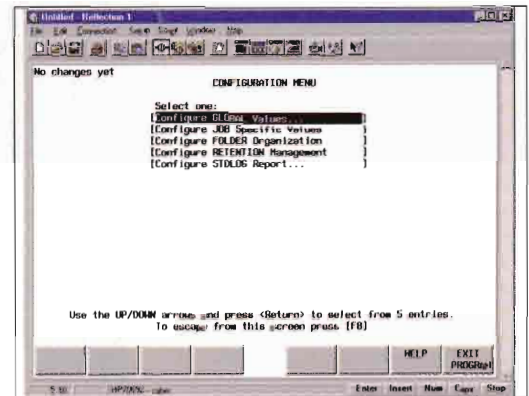 Untitled - Reflection 1
File Edit Connection Setup Script Window Help
No changes yet
CONFIGURATION MENU
Select one:
[Configure GLOBAL Values... ]
[Configure JOB Specific Values ]
[Configure FOLDER Organization ]
[Configure RETENTION Management ]
[Configure STDLOG Report... ]
Use the UP/DOWN arrows and press <Return> to select from 5 entries.
To escape from this screen press [F8]
HELP
EXIT PROGRAM
Enter Insert Num Caps Stop